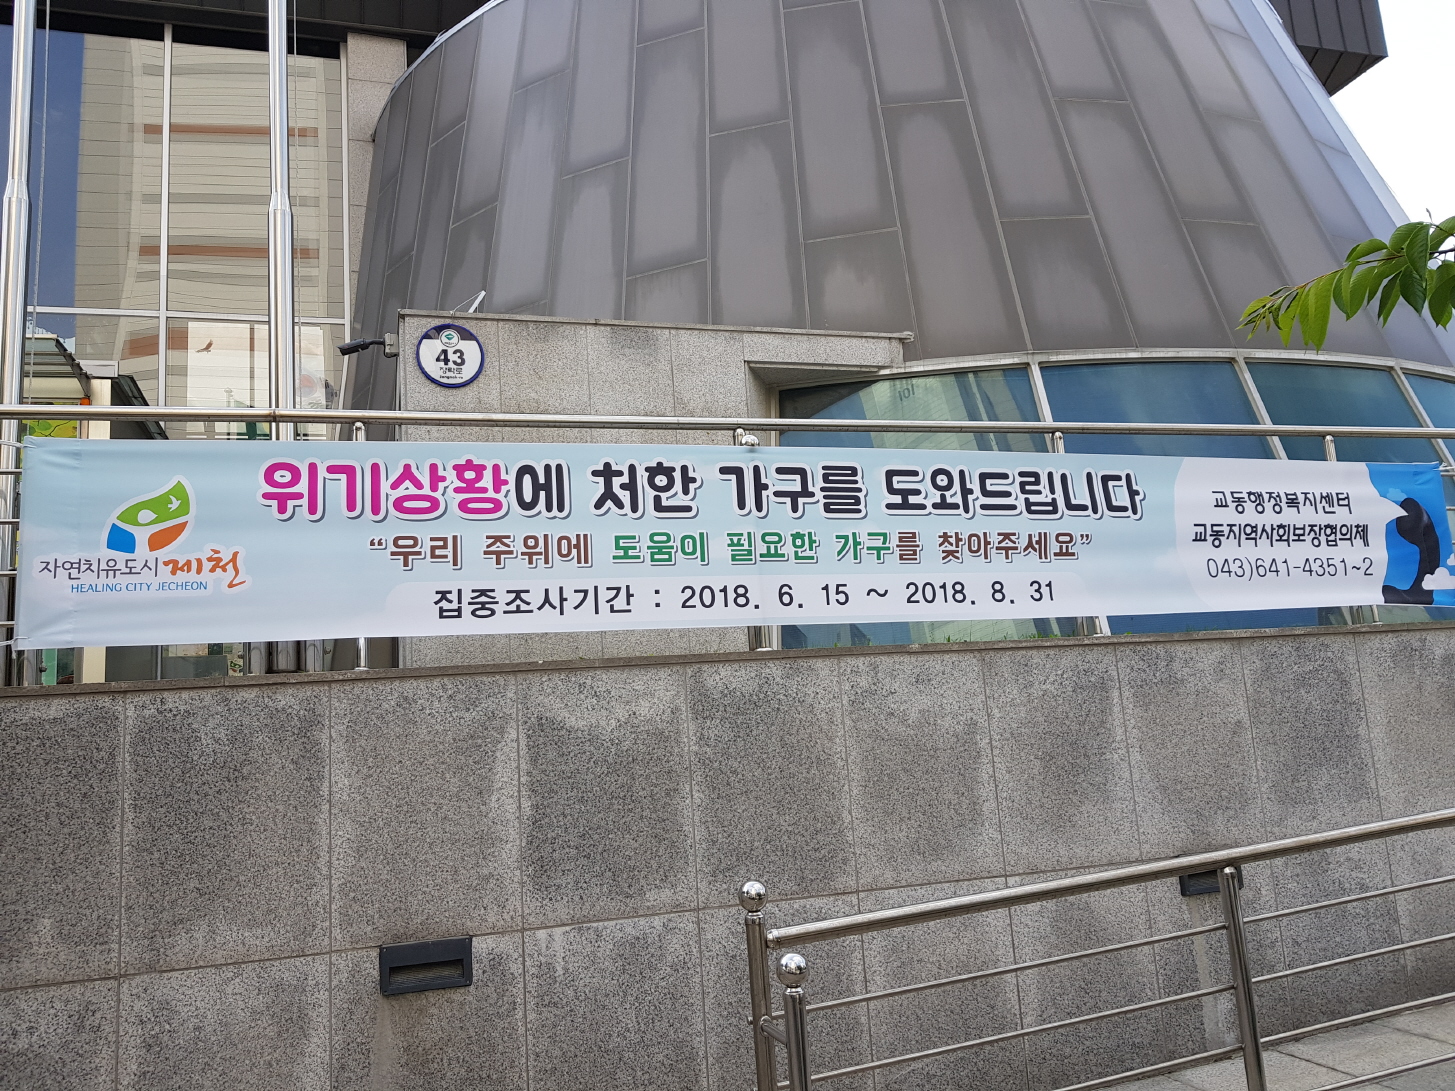 43
장락로
위기상황에 처한 가구를 도와드립니다
“우리 주위에 도움이 필요한 가구를 찾아주세요”
집중조사기간 : 2018. 6. 15 ~ 2018. 8. 31
자연치유도시 제천
HEALING CITY JECHEON
교동행정복지센터
교동지역사회보장협의체
043)641-4351~2